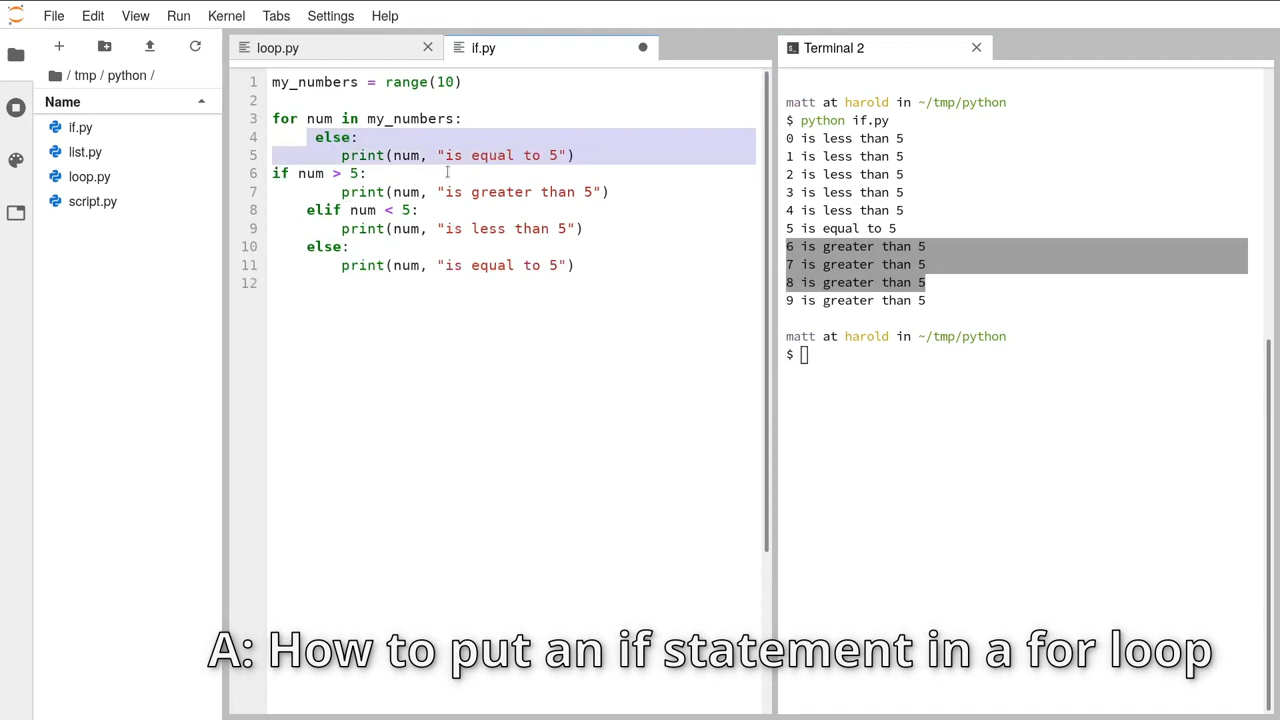 File Edit View Run Kernel Tabs Settings Help
/ tmp / python /
Name
if.py
list.py
loop.py
script.py
loop.py
if.py
1 my_numbers = range(10)
2
3 for num in my_numbers:
4 else:
5 print(num, "is equal to 5")
6 if num > 5:
7 print(num, "is greater than 5")
8 elif num < 5:
9 print(num, "is less than 5")
10 else:
11 print(num, "is equal to 5")
12
Terminal 2
matt at harold in ~/tmp/python
$ python if.py
0 is less than 5
1 is less than 5
2 is less than 5
3 is less than 5
4 is less than 5
5 is equal to 5
6 is greater than 5
7 is greater than 5
8 is greater than 5
9 is greater than 5
matt at harold in ~/tmp/python
$
A: How to put an if statement in a for loop